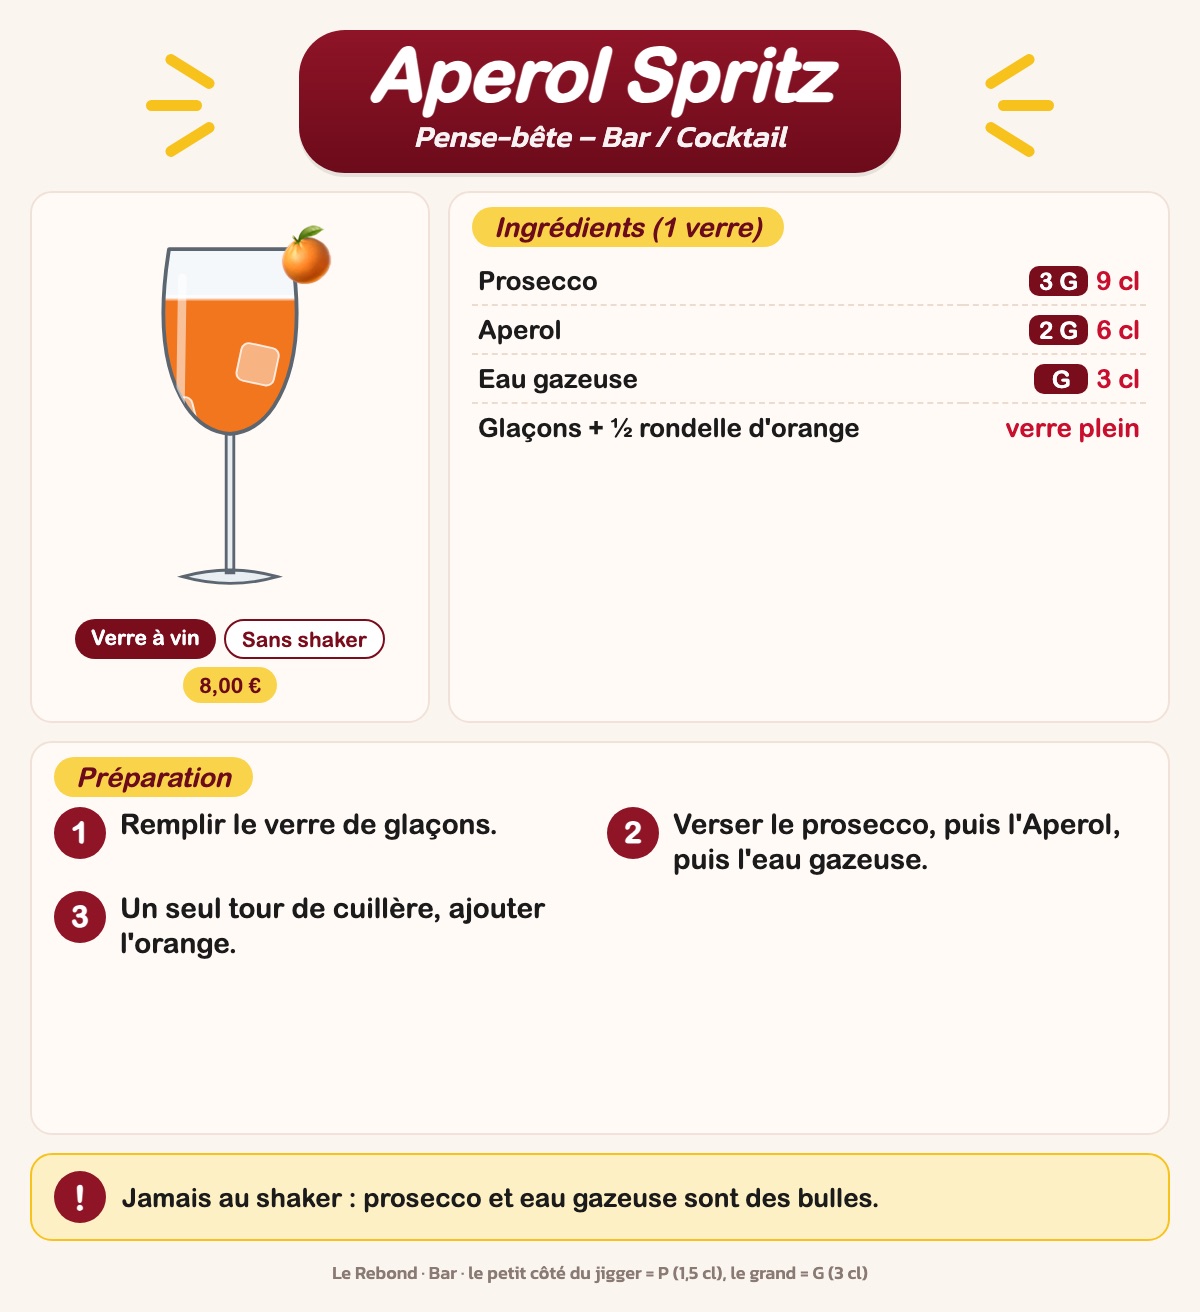 Aperol Spritz
Pense-bête – Bar / Cocktail
Ingrédients (1 verre)
Prosecco 3 G 9 cl
Aperol 2 G 6 cl
Eau gazeuse G 3 cl
Glaçons + ½ rondelle d'orange verre plein
Verre à vin Sans shaker
8,00 €
Préparation
1 Remplir le verre de glaçons.
2 Verser le prosecco, puis l'Aperol,
puis l'eau gazeuse.
3 Un seul tour de cuillère, ajouter
l'orange.
! Jamais au shaker : prosecco et eau gazeuse sont des bulles.
Le Rebond · Bar · le petit côté du jigger = P (1,5 cl), le grand = G (3 cl)